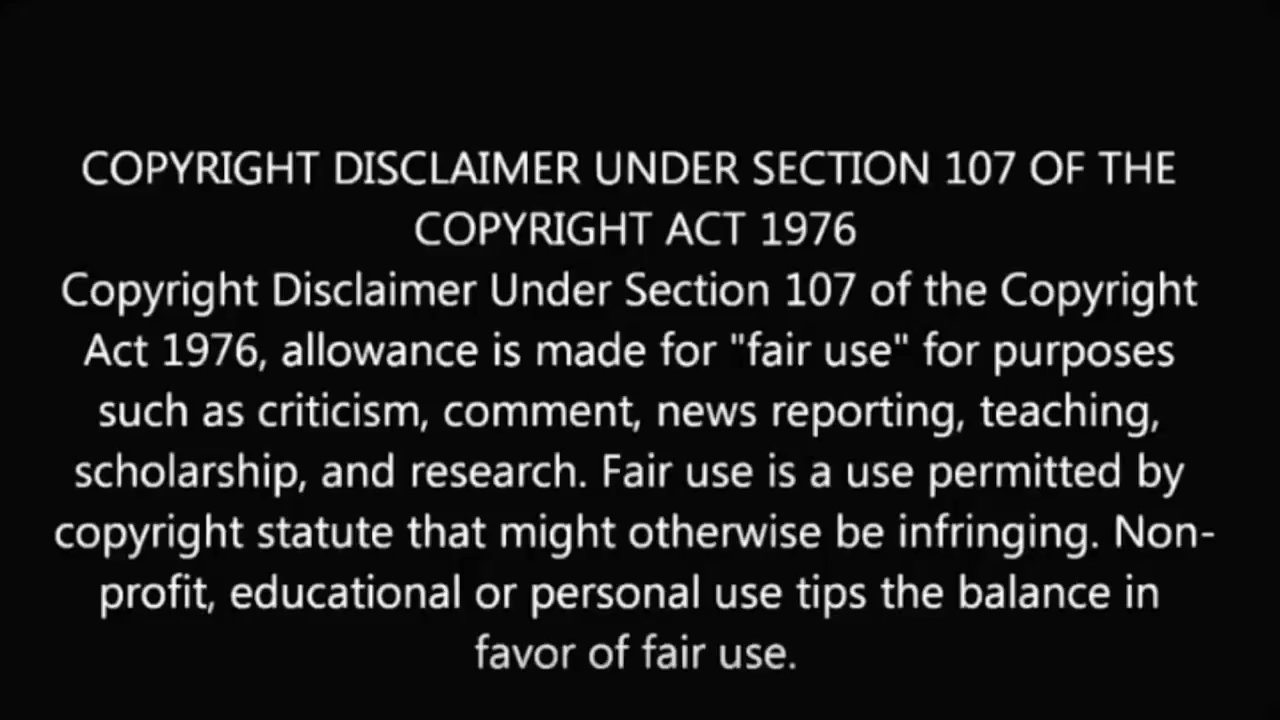 COPYRIGHT DISCLAIMER UNDER SECTION 107 OF THE
COPYRIGHT ACT 1976
Copyright Disclaimer Under Section 107 of the Copyright
Act 1976, allowance is made for "fair use" for purposes
such as criticism, comment, news reporting, teaching,
scholarship, and research. Fair use is a use permitted by
copyright statute that might otherwise be infringing. Non-
profit, educational or personal use tips the balance in
favor of fair use.